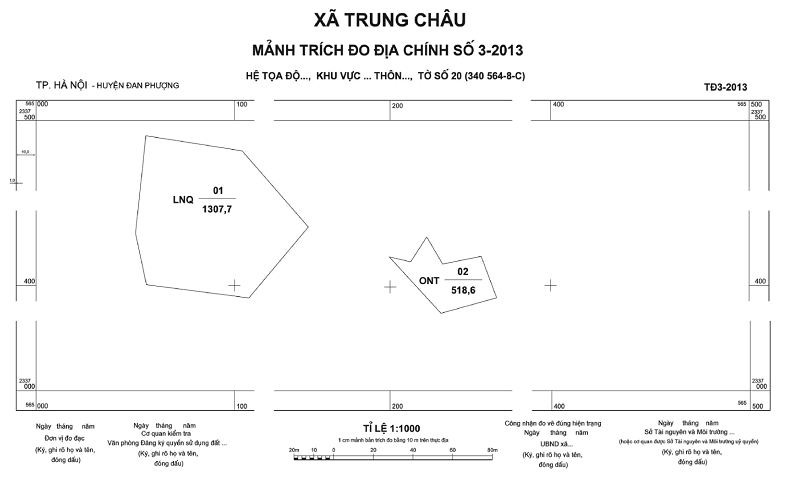 XÃ TRUNG CHÂU
MẢNH TRÍCH ĐO ĐỊA CHÍNH SỐ 3-2013
HỆ TỌA ĐỘ..., KHU VỰC ... THÔN..., TỜ SỐ 20 (340 564-8-C)
TP. HÀ NỘI - HUYỆN ĐAN PHƯỢNG
TĐ3-2013
565 000 100 200 400 565 500
2337 500 2337 500
10,0
1,0
LNQ 01
1307,7
ONT 02
518,6
400 400
2337 000 2337 000
565 000 100 200 400 565 500
Ngày tháng năm
Đơn vị đo đạc
(Ký, ghi rõ họ và tên,
đóng dấu)
Ngày tháng năm
Cơ quan kiểm tra
Văn phòng Đăng ký quyền sử dụng đất ...
(Ký, ghi rõ họ và tên,
đóng dấu)
TỈ LỆ 1:1000
1 cm mảnh bản trích đo bằng 10 m trên thực địa
20m 10 0 20 40 60 80m
Công nhận đo vẽ đúng hiện trạng
Ngày tháng năm
UBND xã...
(Ký, ghi rõ họ và tên,
đóng dấu)
Ngày tháng năm
Sở Tài nguyên và Môi trường ...
(hoặc cơ quan được Sở Tài nguyên và Môi trường uỷ quyền)
(Ký, ghi rõ họ và tên,
đóng dấu)